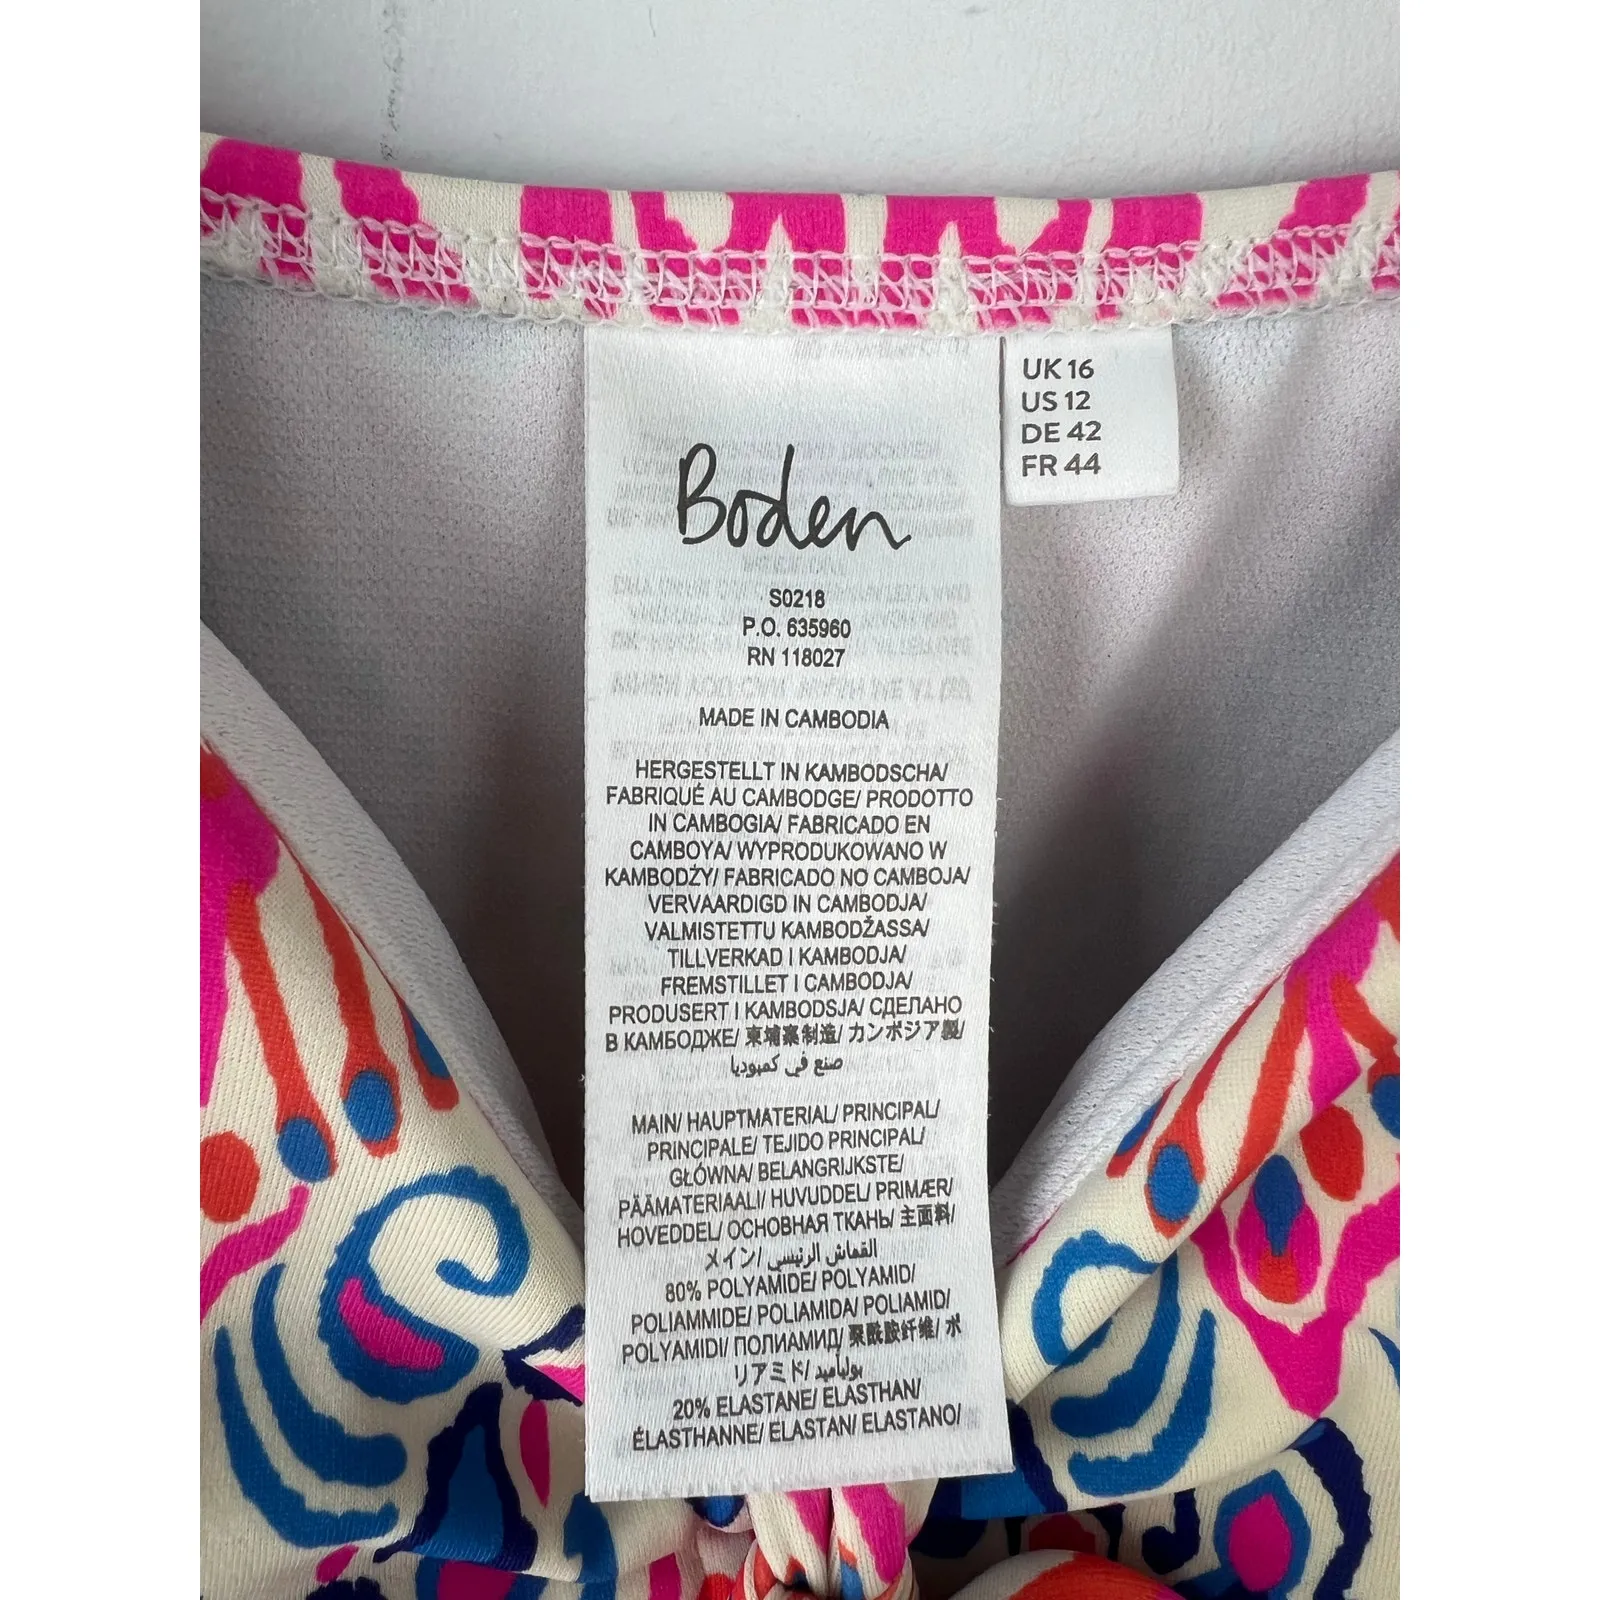 Boden
S0218
P.O. 635960
RN 118027
MADE IN CAMBODIA
HERGESTELLT IN KAMBODSCHA/
FABRIQUÉ AU CAMBODGE/ PRODOTTO
IN CAMBOGIA/ FABRICADO EN
CAMBOYA/ WYPRODUKOWANO W
KAMBODŻY/ FABRICADO NO CAMBOJA/
VERVAARDIGD IN CAMBODJA/
VALMISTETTU KAMBODŽASSA/
TILLVERKAD I KAMBODJA/
FREMSTILLET I CAMBODJA/
PRODUSERT I KAMBODSJA/ СДЕЛАНО
В КАМБОДЖЕ/ 柬埔寨制造/ カンボジア製/
صنع في كمبوديا
MAIN/ HAUPTMATERIAL/ PRINCIPAL/
PRINCIPALE/ TEJIDO PRINCIPAL/
GŁÓWNA/ BELANGRIJKSTE/
PÄÄMATERIAALI/ HUVUDDEL/ PRIMÆR/
HOVEDDEL/ ОСНОВНАЯ ТКАНЬ/ 主面料/
メイン/ القماش الرئيسي/
80% POLYAMIDE/ POLYAMID/
POLIAMMIDE/ POLIAMIDA/ POLIAMID/
POLYAMIDI/ ПОЛИАМИД/ 聚酰胺纤维/ ポ
リアミド/ بولياميد/
20% ELASTANE/ ELASTHAN/
ÉLASTHANNE/ ELASTAN/ ELASTANO/
UK 16
US 12
DE 42
FR 44